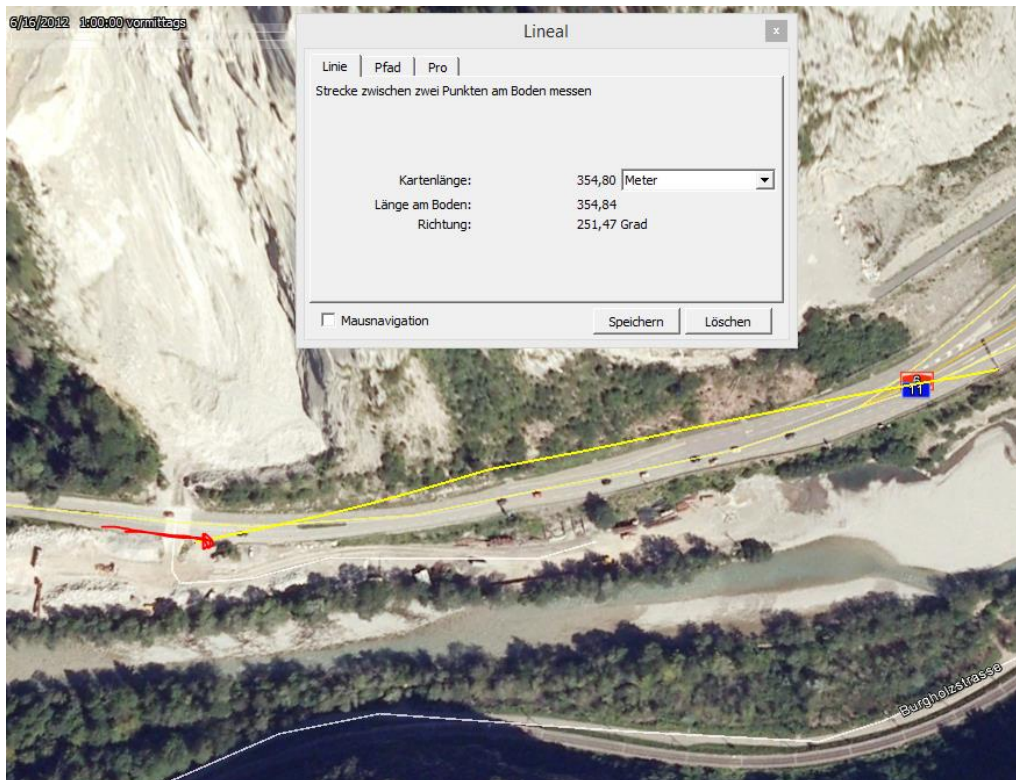 6/16/2012 1:00:00 vormittags
Lineal
x
Linie Pfad Pro
Strecke zwischen zwei Punkten am Boden messen
Kartenlänge: 354,80 Meter
Länge am Boden: 354,84
Richtung: 251,47 Grad
Mausnavigation Speichern Löschen
6
11
Burgholzstrasse